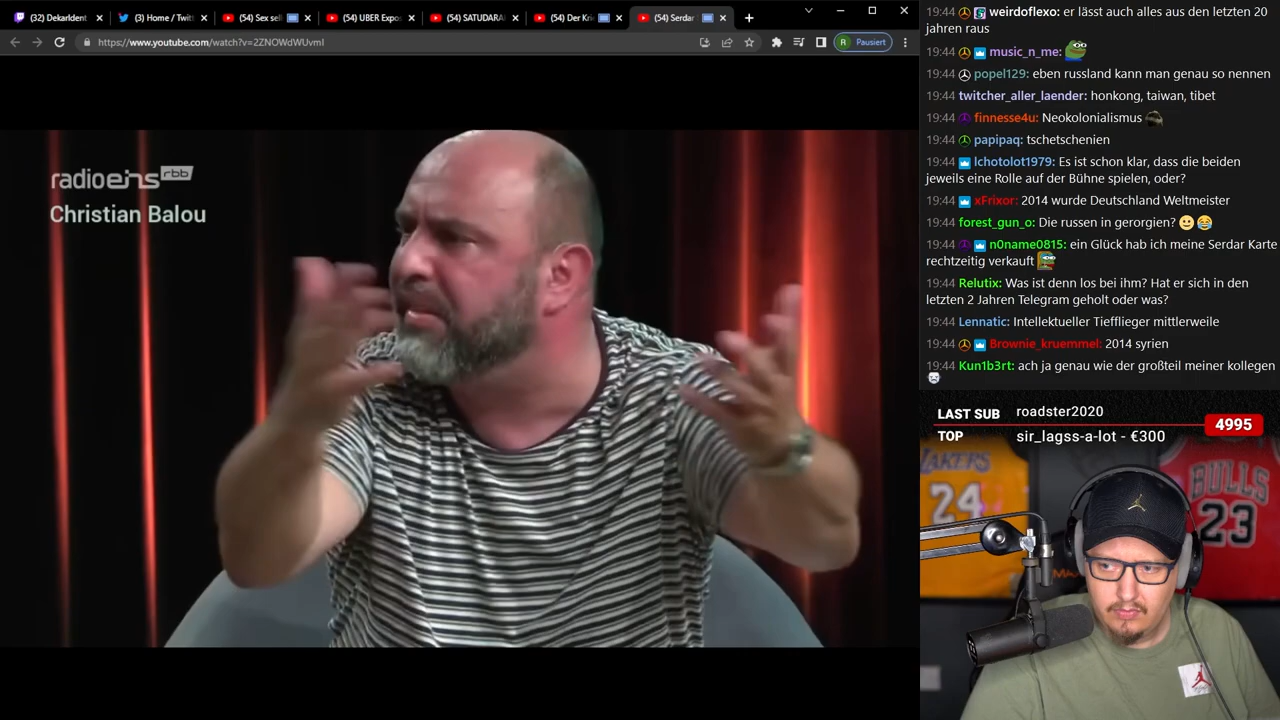 (32) Dekarldent
(3) Home / Twitt
(54) Sex sell
(54) UBER Expos
(54) SATUDARA
(54) Der Krie
(54) Serdar
https://www.youtube.com/watch?v=2ZNOWdWUvmI
R Pausiert
radioeins rbb
Christian Balou
19:44 weirdoflexo: er lässt auch alles aus den letzten 20
jahren raus
19:44 music_n_me:
19:44 popel129: eben russland kann man genau so nennen
19:44 twitcher_aller_laender: honkong, taiwan, tibet
19:44 finnesse4u: Neokolonialismus
19:44 papipaq: tschetschenien
19:44 lchotolot1979: Es ist schon klar, dass die beiden
jeweils eine Rolle auf der Bühne spielen, oder?
19:44 xFrixor: 2014 wurde Deutschland Weltmeister
19:44 forest_gun_o: Die russen in gerorgien?
19:44 n0name0815: ein Glück hab ich meine Serdar Karte
rechtzeitig verkauft
19:44 Relutix: Was ist denn los bei ihm? Hat er sich in den
letzten 2 Jahren Telegram geholt oder was?
19:44 Lennatic: Intellektueller Tiefflieger mittlerweile
19:44 Brownie_kruemmel: 2014 syrien
19:44 Kun1b3rt: ach ja genau wie der großteil meiner kollegen
LAST SUB roadster2020
4995
TOP sir_lagss-a-lot - €300
LAKERS
24
BULLS
23